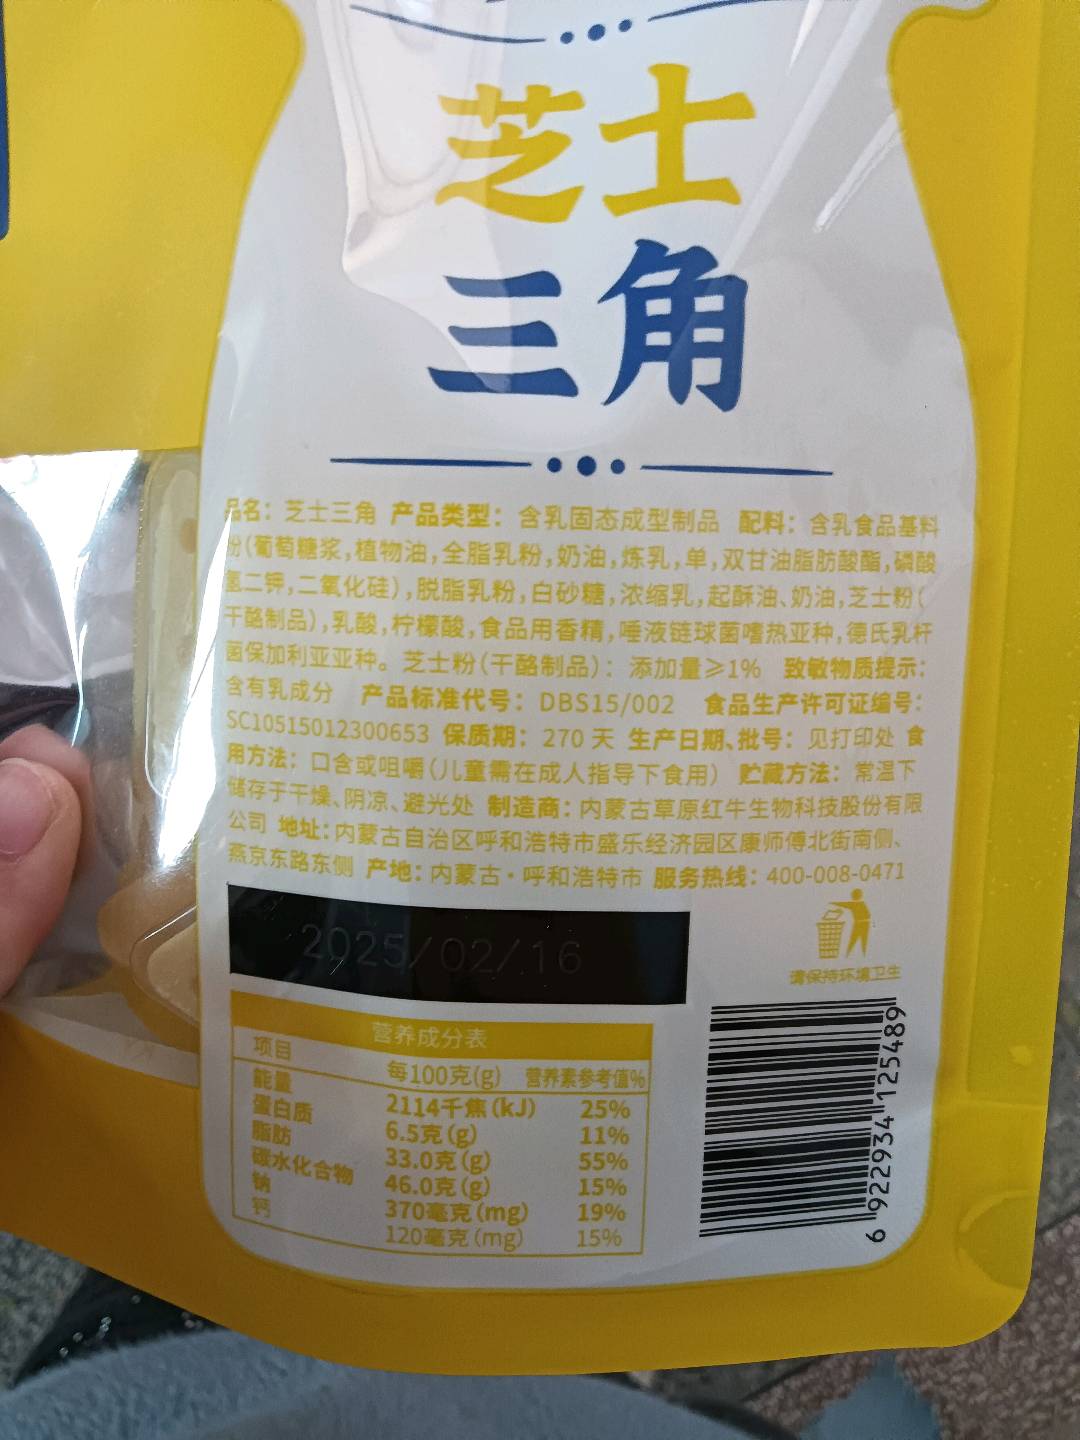 芝士
三角
品名：芝士三角 产品类型：含乳固态成型制品 配料：含乳食品基料
粉(葡萄糖浆,植物油,全脂乳粉,奶油,炼乳,单,双甘油脂肪酸酯,磷酸
氢二钾,二氧化硅),脱脂乳粉,白砂糖,浓缩乳,起酥油、奶油,芝士粉(
干酪制品),乳酸,柠檬酸,食品用香精,唾液链球菌嗜热亚种,德氏乳杆
菌保加利亚亚种。芝士粉(干酪制品)：添加量≥1% 致敏物质提示：
含有乳成分 产品标准代号：DBS15/002 食品生产许可证编号：
SC10515012300653 保质期：270天 生产日期、批号：见打印处 食
用方法：口含或咀嚼(儿童需在成人指导下食用) 贮藏方法：常温下
储存于干燥、阴凉、避光处 制造商：内蒙古草原红牛生物科技股份有限
公司 地址：内蒙古自治区呼和浩特市盛乐经济园区康师傅北街南侧、
燕京东路东侧 产地：内蒙古·呼和浩特市 服务热线：400-008-0471
2025/02/16
请保持环境卫生
营养成分表
项目 每100克(g) 营养素参考值%
能量 2114千焦(kJ) 25%
蛋白质 6.5克(g) 11%
脂肪 33.0克(g) 55%
碳水化合物 46.0克(g) 15%
钠 370毫克(mg) 19%
钙 120毫克(mg) 15%
6 922934 125489